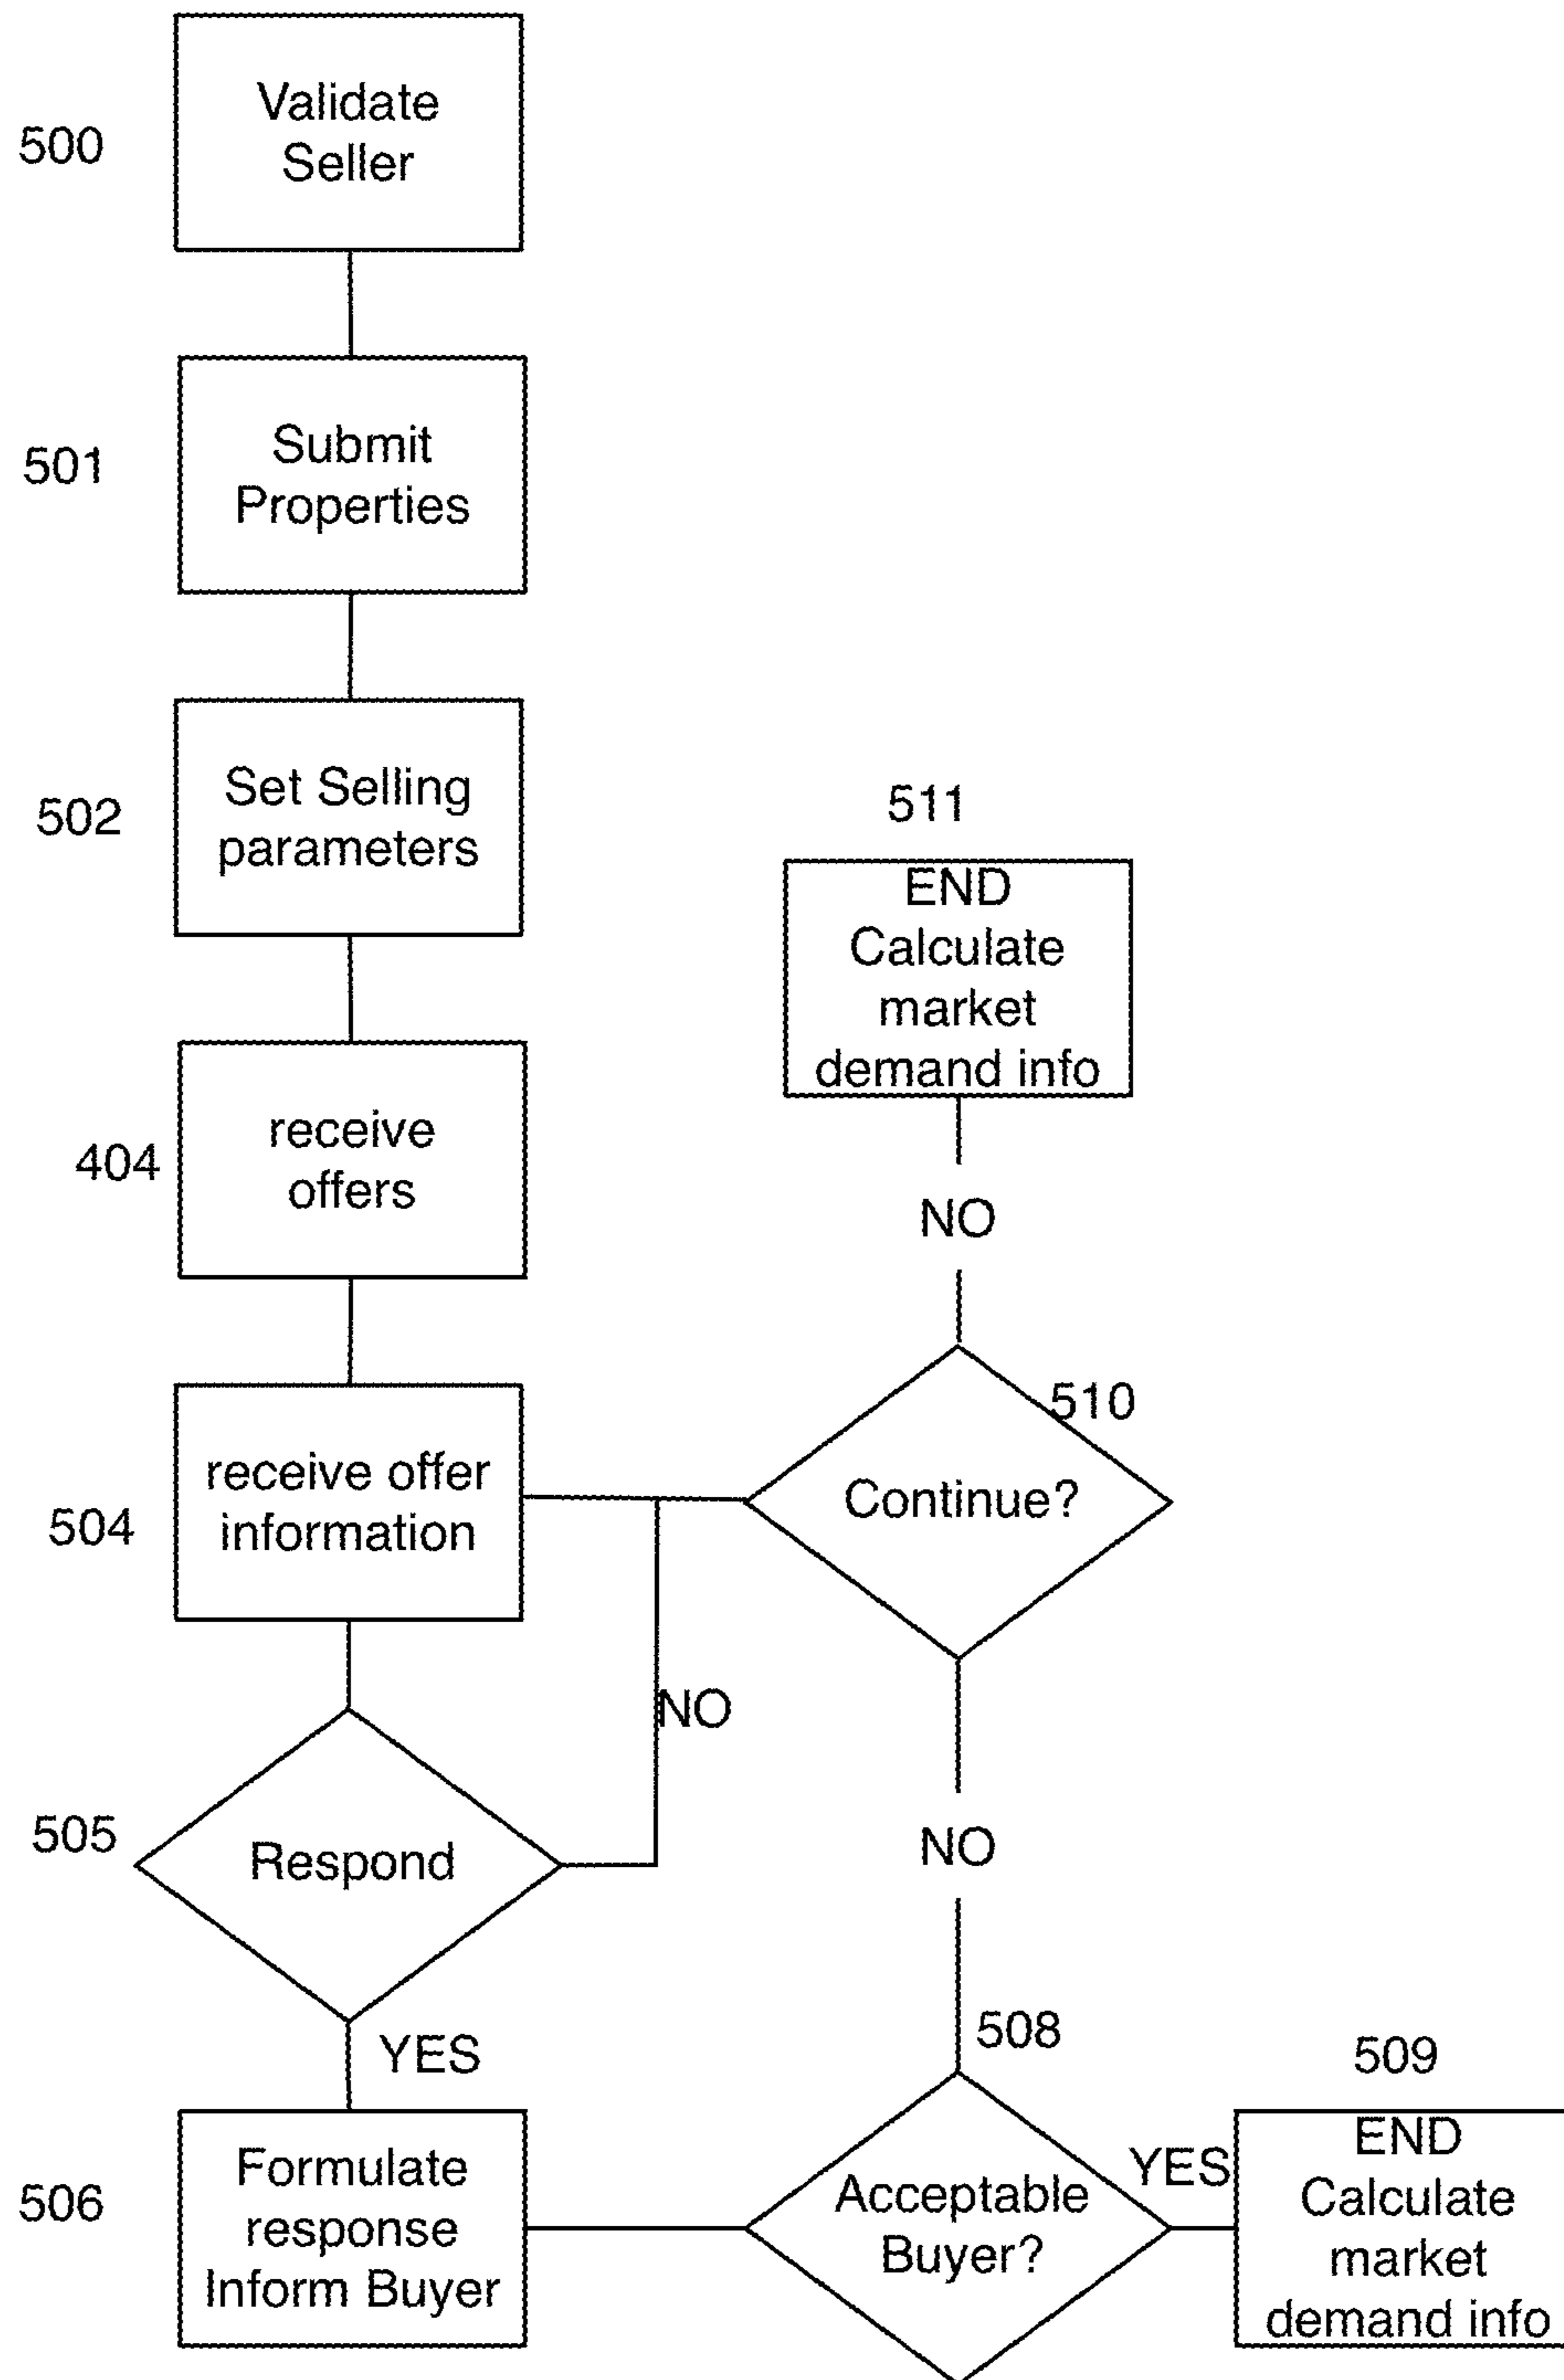 500
Validate
Seller
501
Submit
Properties
502
Set Selling
parameters
511
END
Calculate
market
demand info
404
receive
offers
NO
510
Continue?
504
receive offer
information
NO
505
Respond
NO
YES
508
509
506
Formulate
response
Inform Buyer
Acceptable
Buyer?
YES
END
Calculate
market
demand info